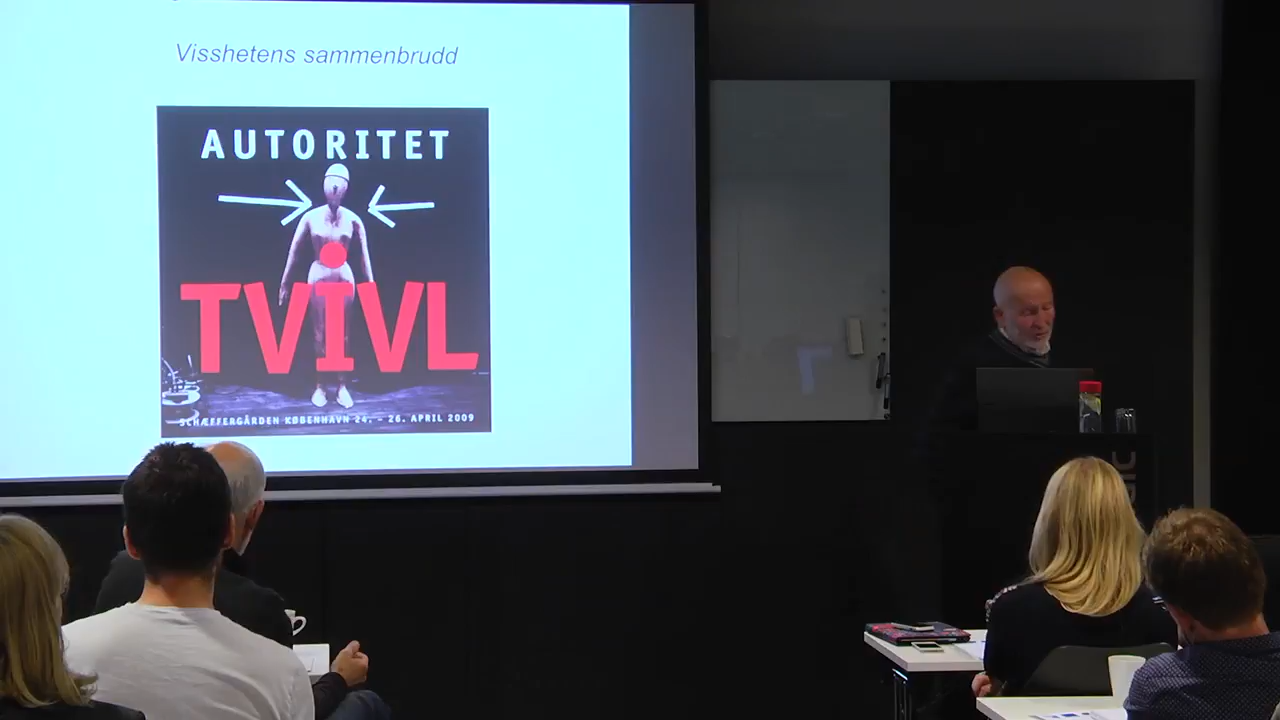 Visshetens sammenbrudd
AUTORITET
TVIVL
SCHÆFFERGÅRDEN KØBENHAVN 24. - 26. APRIL 2009